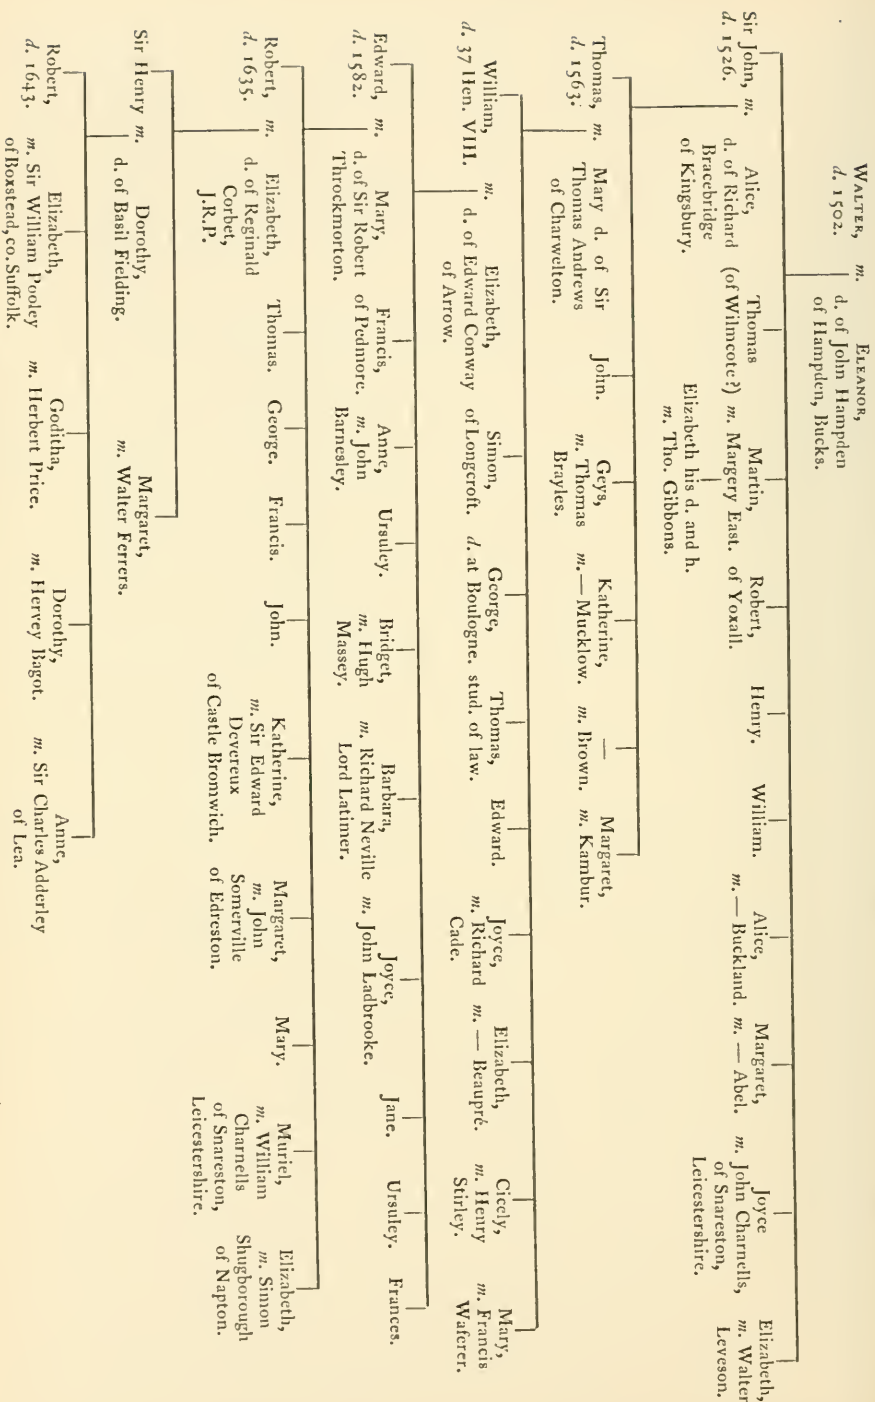 WALTER,
d. 1502.
m.
ELEANOR,
d. of John Hampden
of Hampden, Bucks.
Sir John,
d. 1526.
m.
Alice,
d. of Richard
Bracebridge
of Kingsbury.
Thomas
(of Wilmcote?)
Martin,
m. Margery East.
Elizabeth his d. and h.
m. Tho. Gibbons.
Robert,
of Yoxall.
Henry.
William.
Alice,
m. — Buckland.
Margaret,
m. — Abel.
Joyce
m. John Charnells,
of Snareston,
Leicestershire.
Elizabeth,
m. Walter
Leveson.
Thomas,
d. 1563.
m.
Mary d. of Sir
Thomas Andrews
of Charwelton.
John.
Geys,
m. Thomas
Brayles.
Katherine,
m. — Mucklow.
—
m. Brown.
Margaret,
m. Kambur.
William,
d. 37 Hen. VIII.
m.
Elizabeth,
d. of Edward Conway
of Arrow.
Simon,
of Longcroft.
George,
d. at Boulogne.
Thomas,
stud. of law.
Edward.
Joyce,
m. Richard
Cade.
Elizabeth,
m. — Beaupré.
Cicely,
m. Henry
Stirley.
Mary,
m. Francis
Waferer.
Edward,
d. 1582.
m.
Mary,
d. of Sir Robert
Throckmorton.
Francis,
of Pedmore.
Anne,
m. John
Barnesley.
Ursuley.
Bridget,
m. Hugh
Massey.
Barbara,
m. Richard Neville
Lord Latimer.
Joyce,
m. John Ladbrooke.
Jane.
Ursuley.
Frances.
Robert,
d. 1635.
m.
Elizabeth,
d. of Reginald
Corbet,
J.R.P.
Thomas.
George.
Francis.
John.
Katherine,
m. Sir Edward
Devereux
of Castle Bromwich.
Margaret,
m. John
Somerville
of Edreston.
Mary.
Muriel,
m. William
Charnells
of Snareston,
Leicestershire.
Elizabeth,
m. Simon
Shugborough
of Napton.
Sir Henry
m.
Dorothy,
d. of Basil Fielding.
Margaret,
m. Walter Ferrers.
Robert,
d. 1643.
Elizabeth,
m. Sir William Pooley
of Boxstead, co. Suffolk.
Goditha,
m. Herbert Price.
Dorothy,
m. Hervey Bagot.
Anne,
m. Sir Charles Adderley
of Lea.